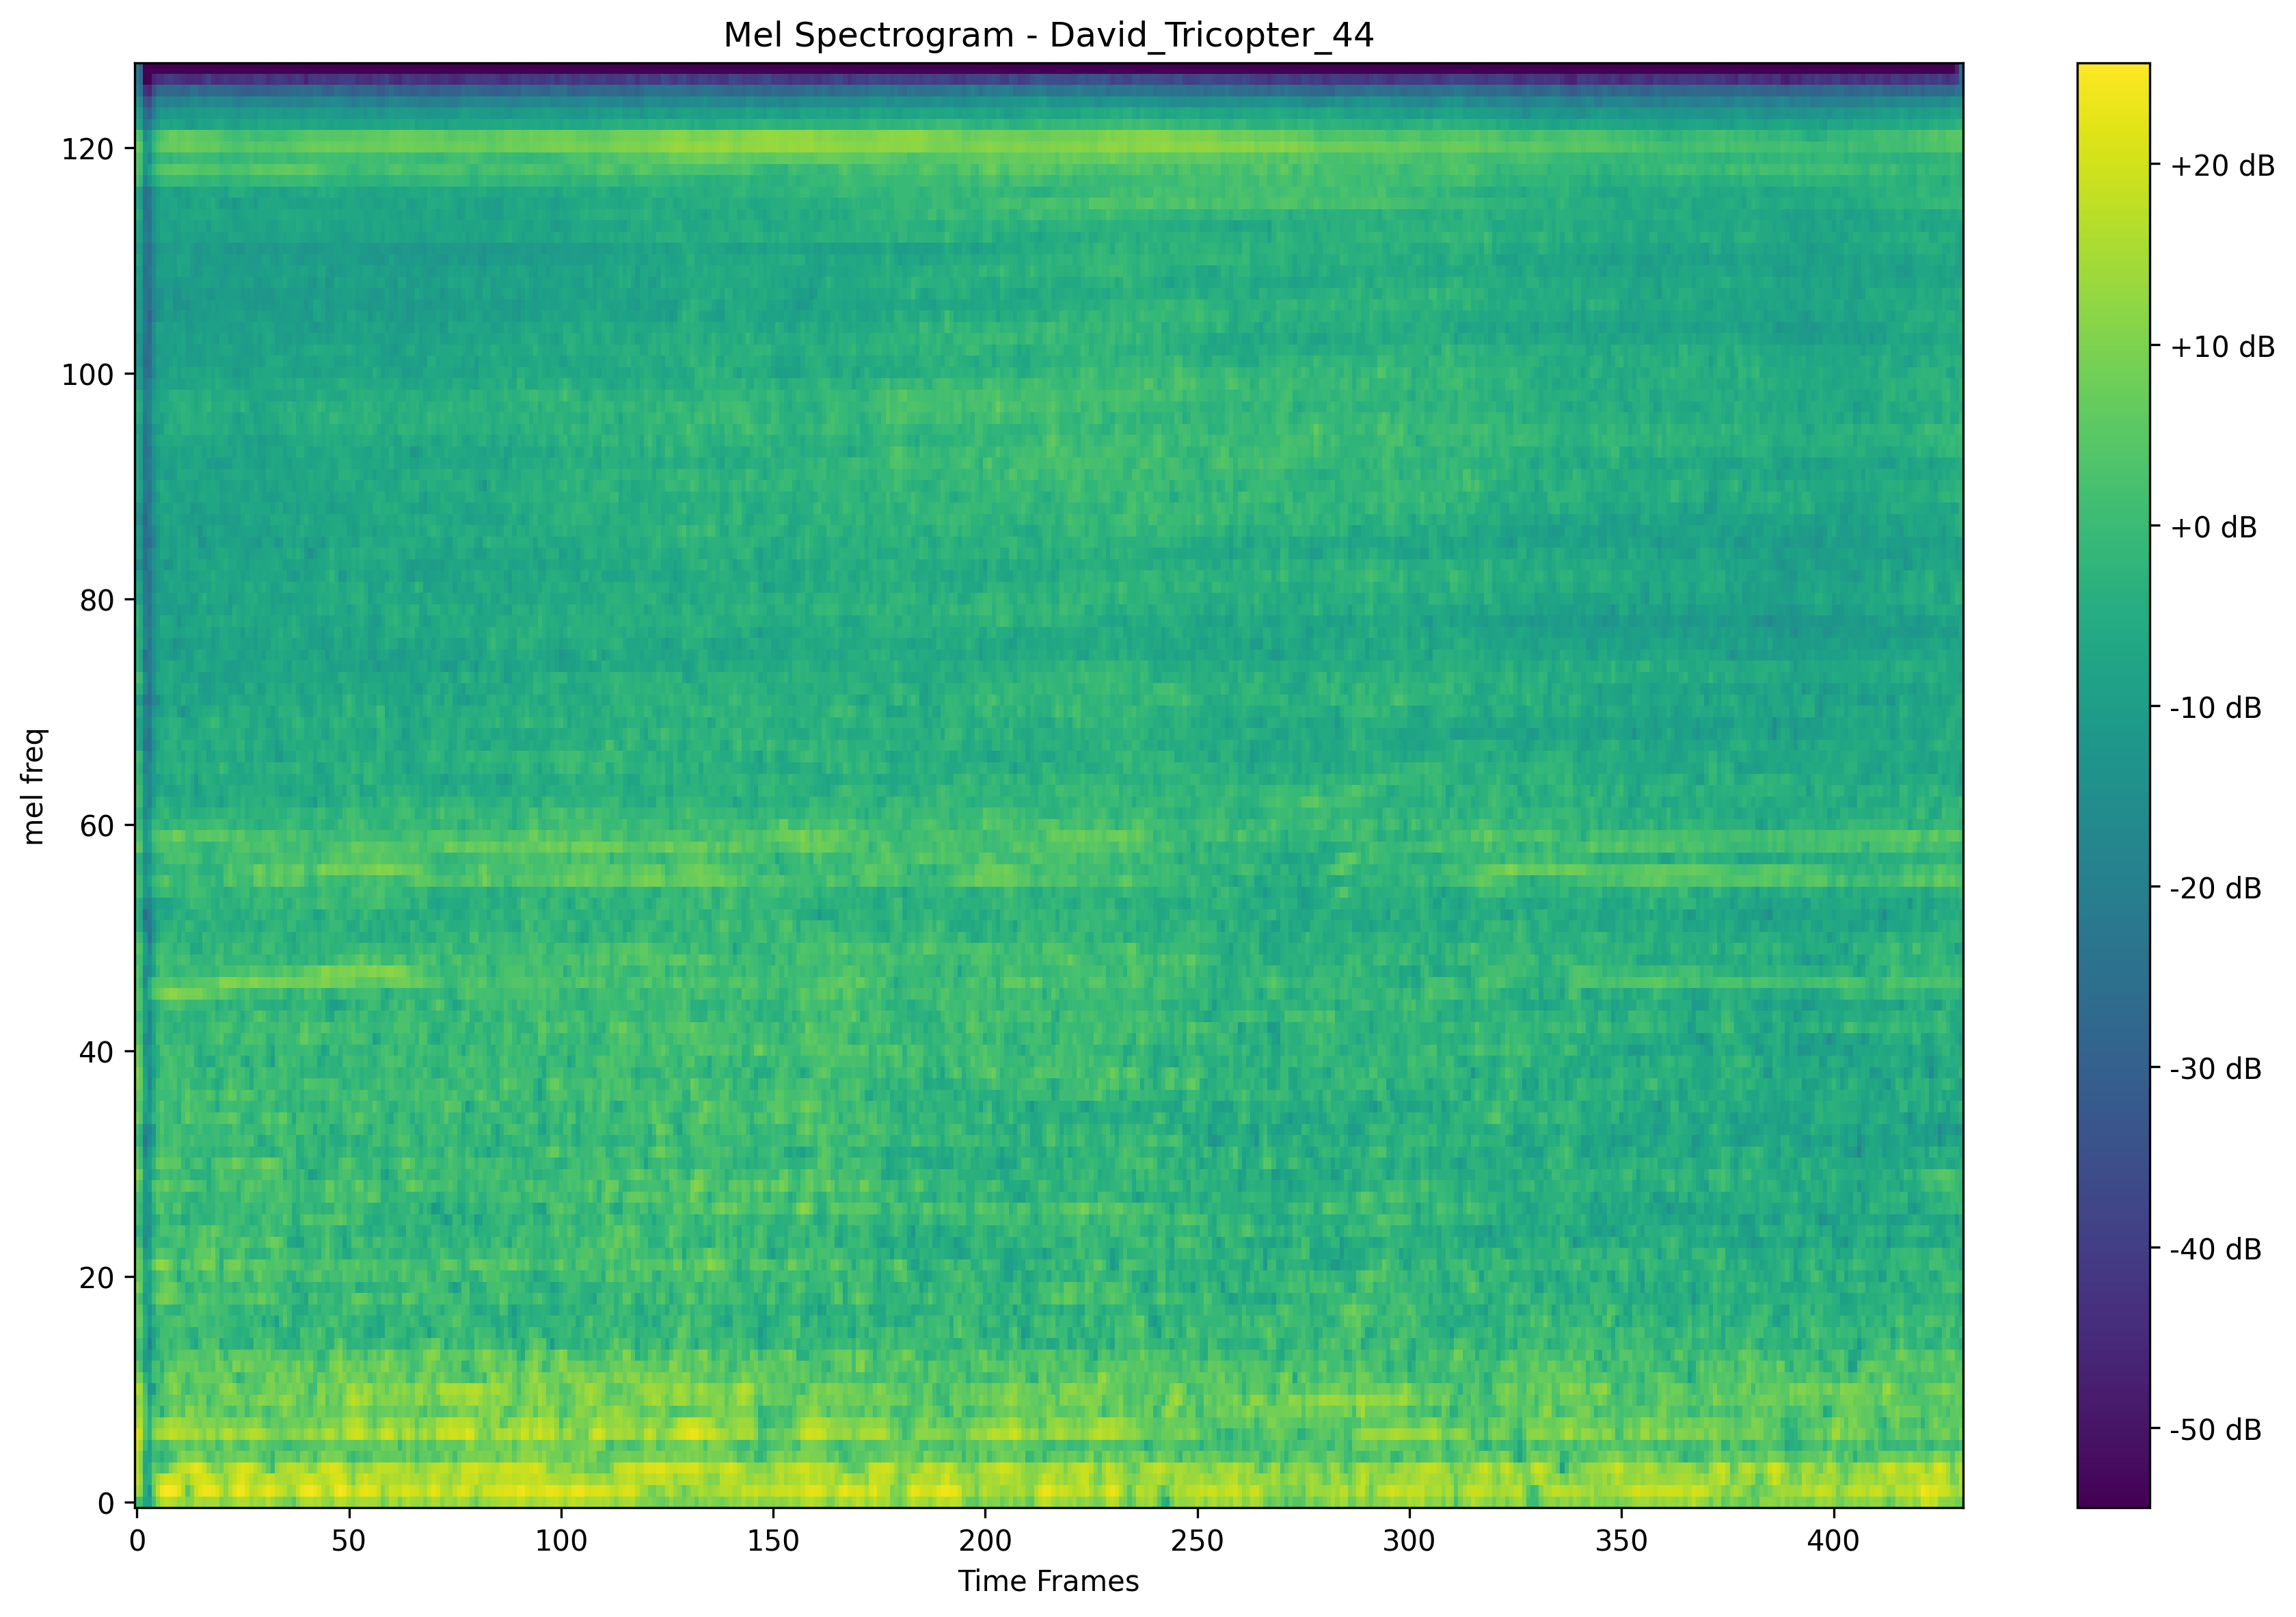 Mel Spectrogram - David_Tricopter_44
mel freq
120
100
80
60
40
20
0
0 50 100 150 200 250 300 350 400
Time Frames
+20 dB
+10 dB
+0 dB
-10 dB
-20 dB
-30 dB
-40 dB
-50 dB